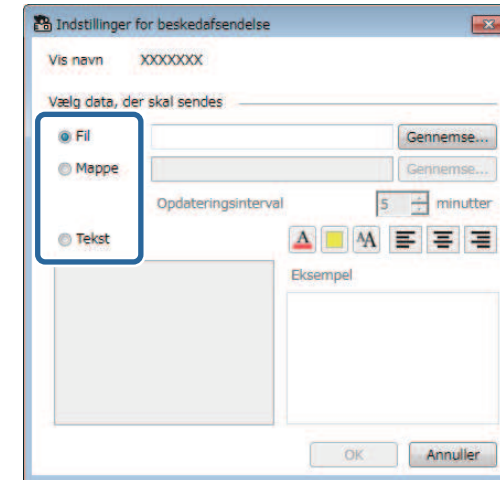 Indstillinger for beskedafsendelse
Vis navn XXXXXXX
Vælg data, der skal sendes
Fil Gennemse...
Mappe Gennemse...
Opdateringsinterval 5 minutter
Tekst A AA
Eksempel
OK Annuller